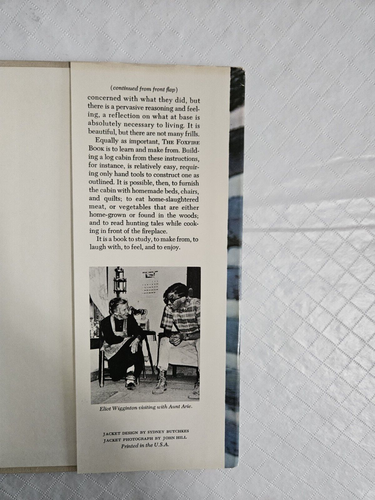 (continued from front flap)
concerned with what they did, but
there is a pervasive reasoning and feel-
ing, a reflection on what at base is
absolutely necessary to living. It is
beautiful, but there are not many frills.
Equally as important, THE FOXFIRE
BOOK is to learn and make from. Build-
ing a log cabin from these instructions,
for instance, is relatively easy, requir-
ing only hand tools to construct one as
outlined. It is possible, then, to furnish
the cabin with homemade beds, chairs,
and quilts; to eat home-slaughtered
meat, or vegetables that are either
home-grown or found in the woods;
and to read hunting tales while cook-
ing in front of the fireplace.
It is a book to study, to make from, to
laugh with, to feel, and to enjoy.
Eliot Wigginton visiting with Aunt Arie.
JACKET DESIGN BY SYDNEY BUTCHKES
JACKET PHOTOGRAPH BY JOHN HILL
Printed in the U.S.A.